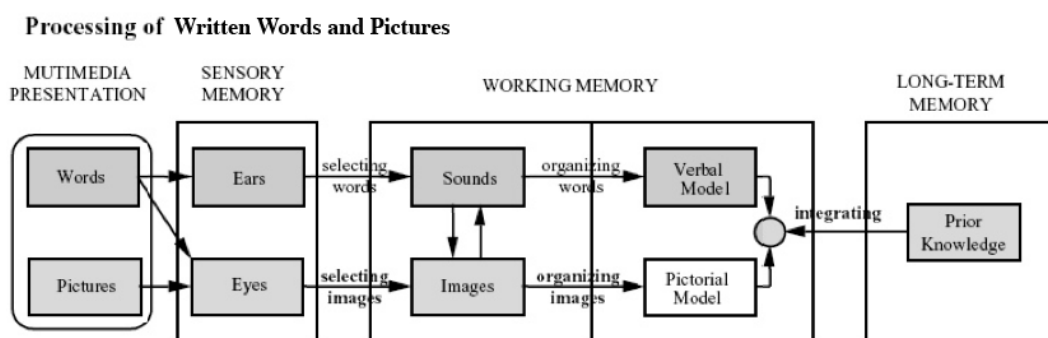 Processing of Written Words and Pictures
MUTIMEDIA
PRESENTATION
SENSORY
MEMORY
WORKING MEMORY
LONG-TERM
MEMORY
Words
Ears
selecting
words
Sounds
organizing
words
Verbal
Model
integrating
Prior
Knowledge
Pictures
Eyes
selecting
images
Images
organizing
images
Pictorial
Model